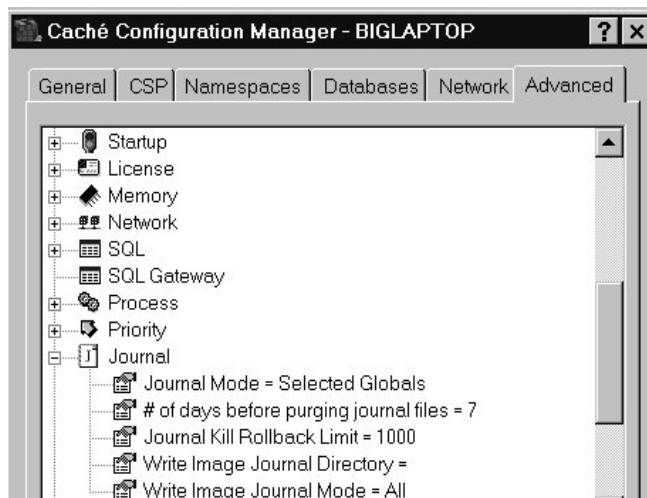 Caché Configuration Manager - BIGLAPTOP
General CSP Namespaces Databases Network Advanced
Startup
License
Memory
Network
SQL
SQL Gateway
Process
Priority
Journal
Journal Mode = Selected Globals
# of days before purging journal files = 7
Journal Kill Rollback Limit = 1000
Write Image Journal Directory =
Write Image Journal Mode = All